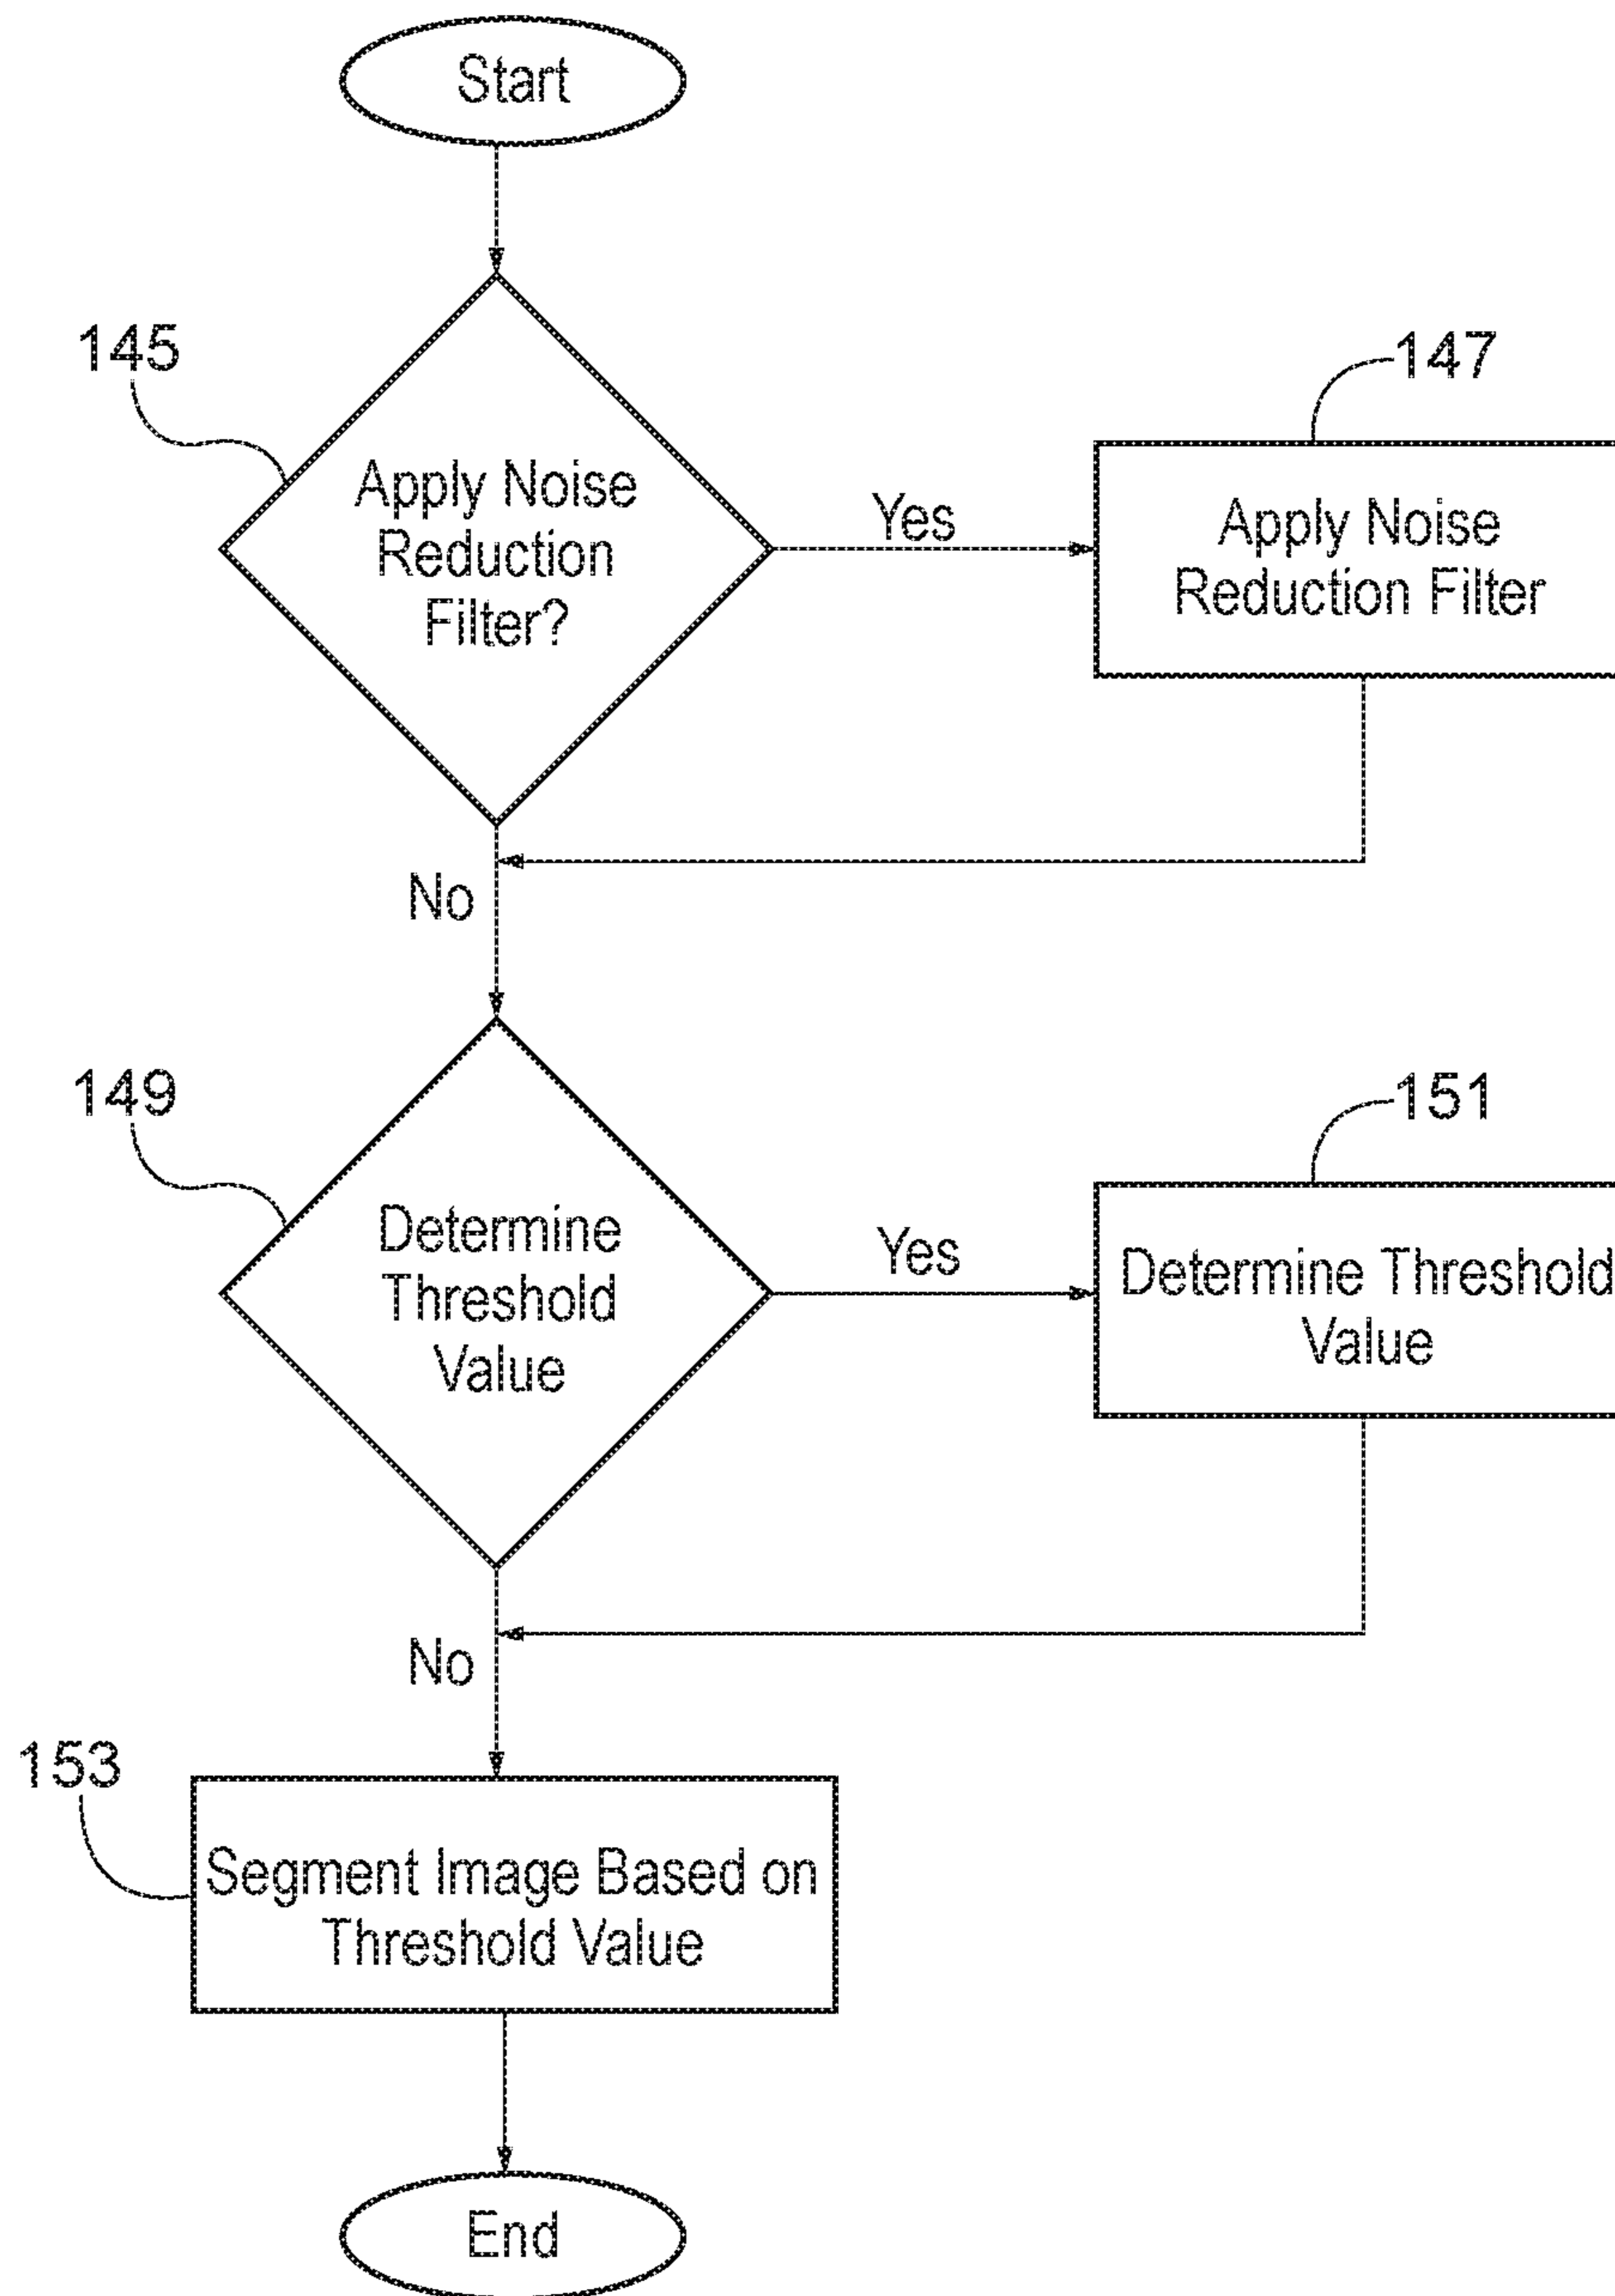 Start
145
Apply Noise
Reduction
Filter?
Yes
147
Apply Noise
Reduction Filter
No
149
Determine
Threshold
Value
Yes
151
Determine Threshold
Value
No
153
Segment Image Based on
Threshold Value
End